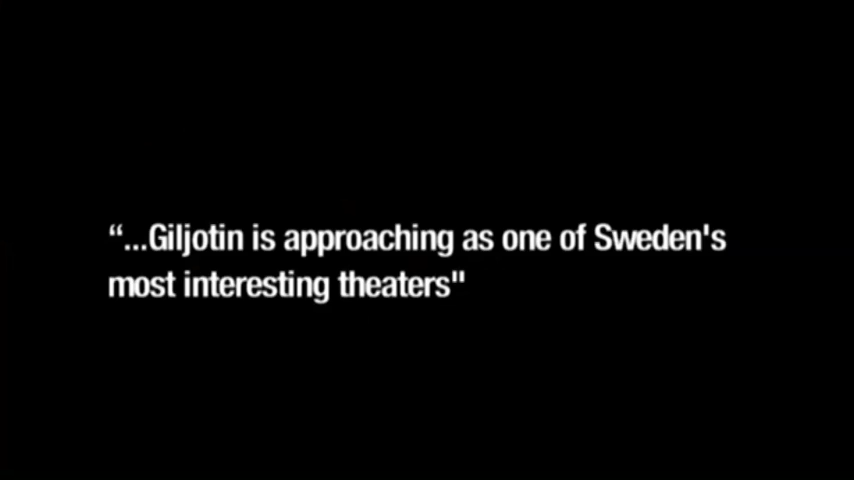 “...Giljotin is approaching as one of Sweden's
most interesting theaters"